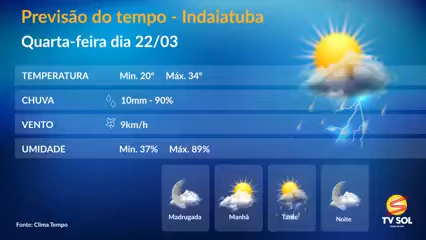 Previsão do tempo - Indaiatuba
Quarta-feira dia 22/03
TEMPERATURA Min. 20° Máx. 34°
CHUVA 10mm - 90%
VENTO 9km/h
UMIDADE Min. 37% Máx. 89%
Madrugada Manhã Tarde Noite
Fonte: Clima Tempo
TV SOL